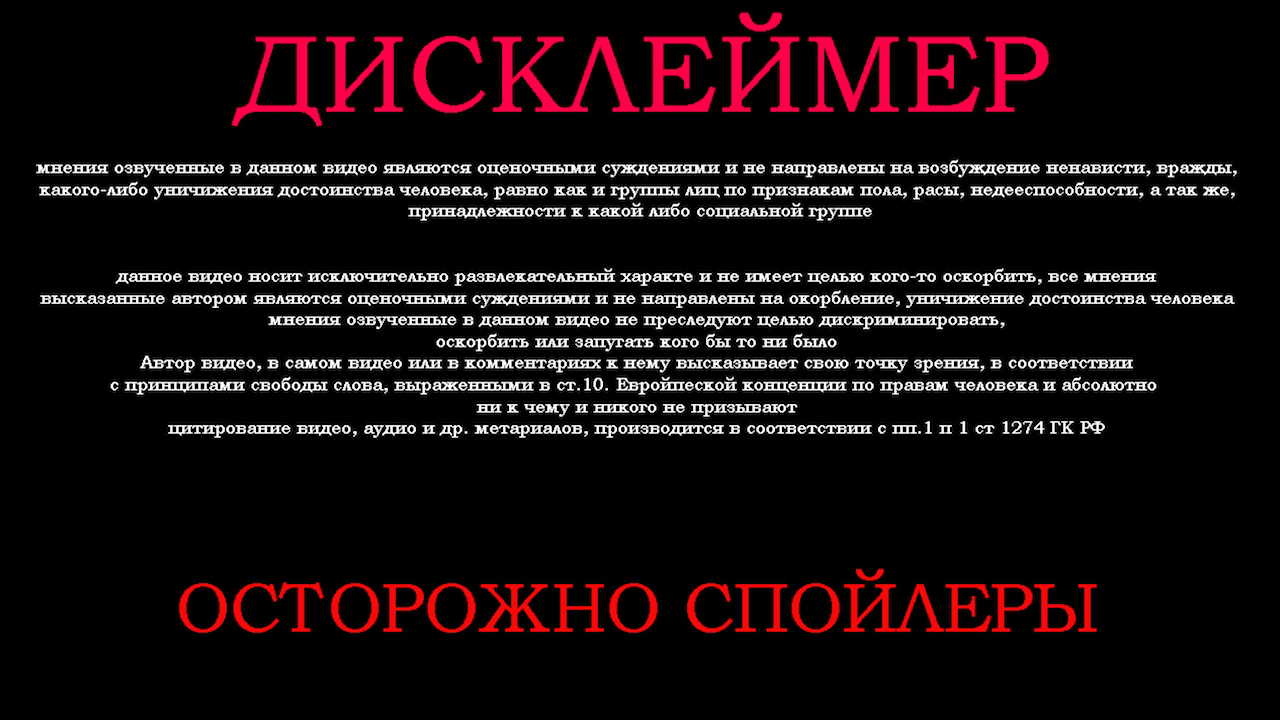 ДИСКЛЕЙМЕР
мнения озвученные в данном видео являются оценочными суждениями и не направлены на возбуждение ненависти, вражды,
какого-либо уничижения достоинства человека, равно как и группы лиц по признакам пола, расы, недееспособности, а так же,
принадлежности к какой либо социальной группе
данное видео носит исключительно развлекательный характе и не имеет целью кого-то оскорбить, все мнения
высказанные автором являются оценочными суждениями и не направлены на окорбление, уничижение достоинства человека
мнения озвученные в данном видео не преследуют целью дискриминировать,
оскорбить или запугать кого бы то ни было
Автор видео, в самом видео или в комментариях к нему высказывает свою точку зрения, в соответствии
с принципами свободы слова, выраженными в ст.10. Евройпеской конценции по правам человека и абсолютно
ни к чему и никого не призывают
цитирование видео, аудио и др. метариалов, производится в соответствии с пп.1 п 1 ст 1274 ГК РФ
ОСТОРОЖНО СПОЙЛЕРЫ